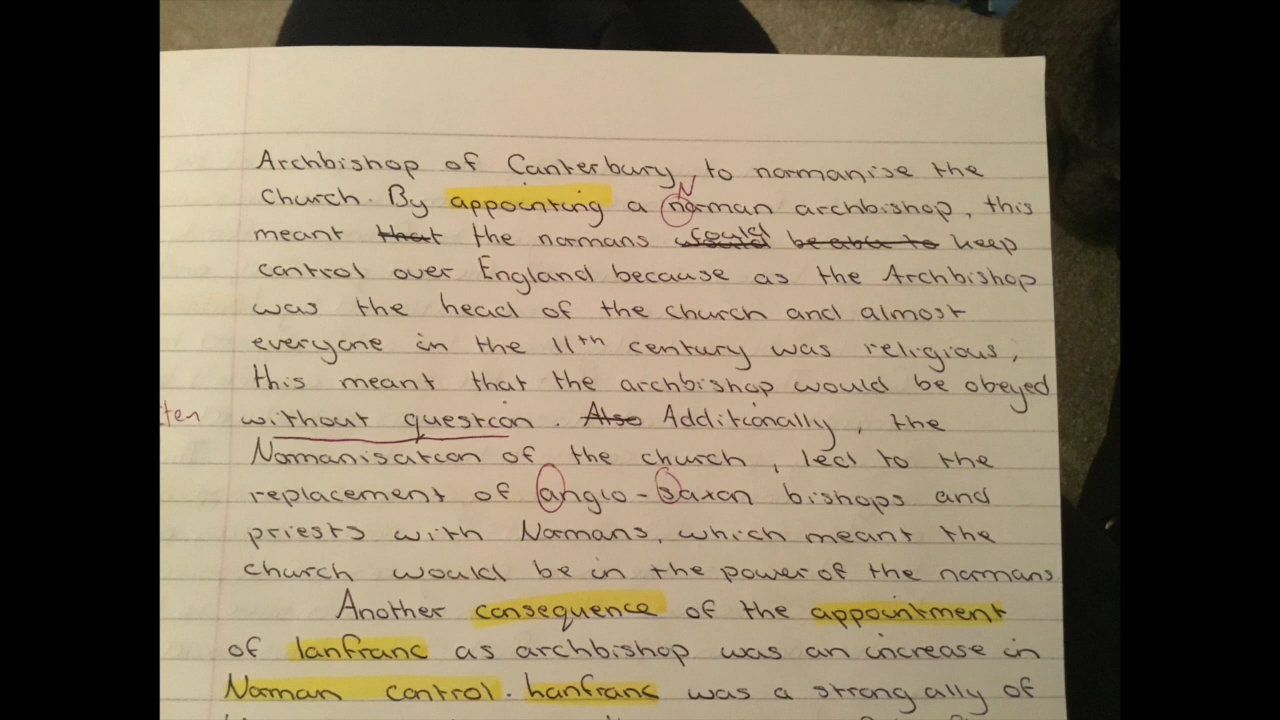 Archbishop of Canterbury, to normanise the
Church. By appointing a norman archbishop, this
N
meant that the normans could be able to keep
control over England because as the Archbishop
was the head of the church and almost
everyone in the 11th century was religious,
this meant that the archbishop would be obeyed
ten without question. Also Additionally, the
Normanisation of the church, led to the
replacement of anglo-saxon bishops and
priests with Normans, which meant the
church would be in the power of the normans
Another consequence of the appointment
of lanfranc as archbishop was an increase in
Norman control. Lanfranc was a strong ally of